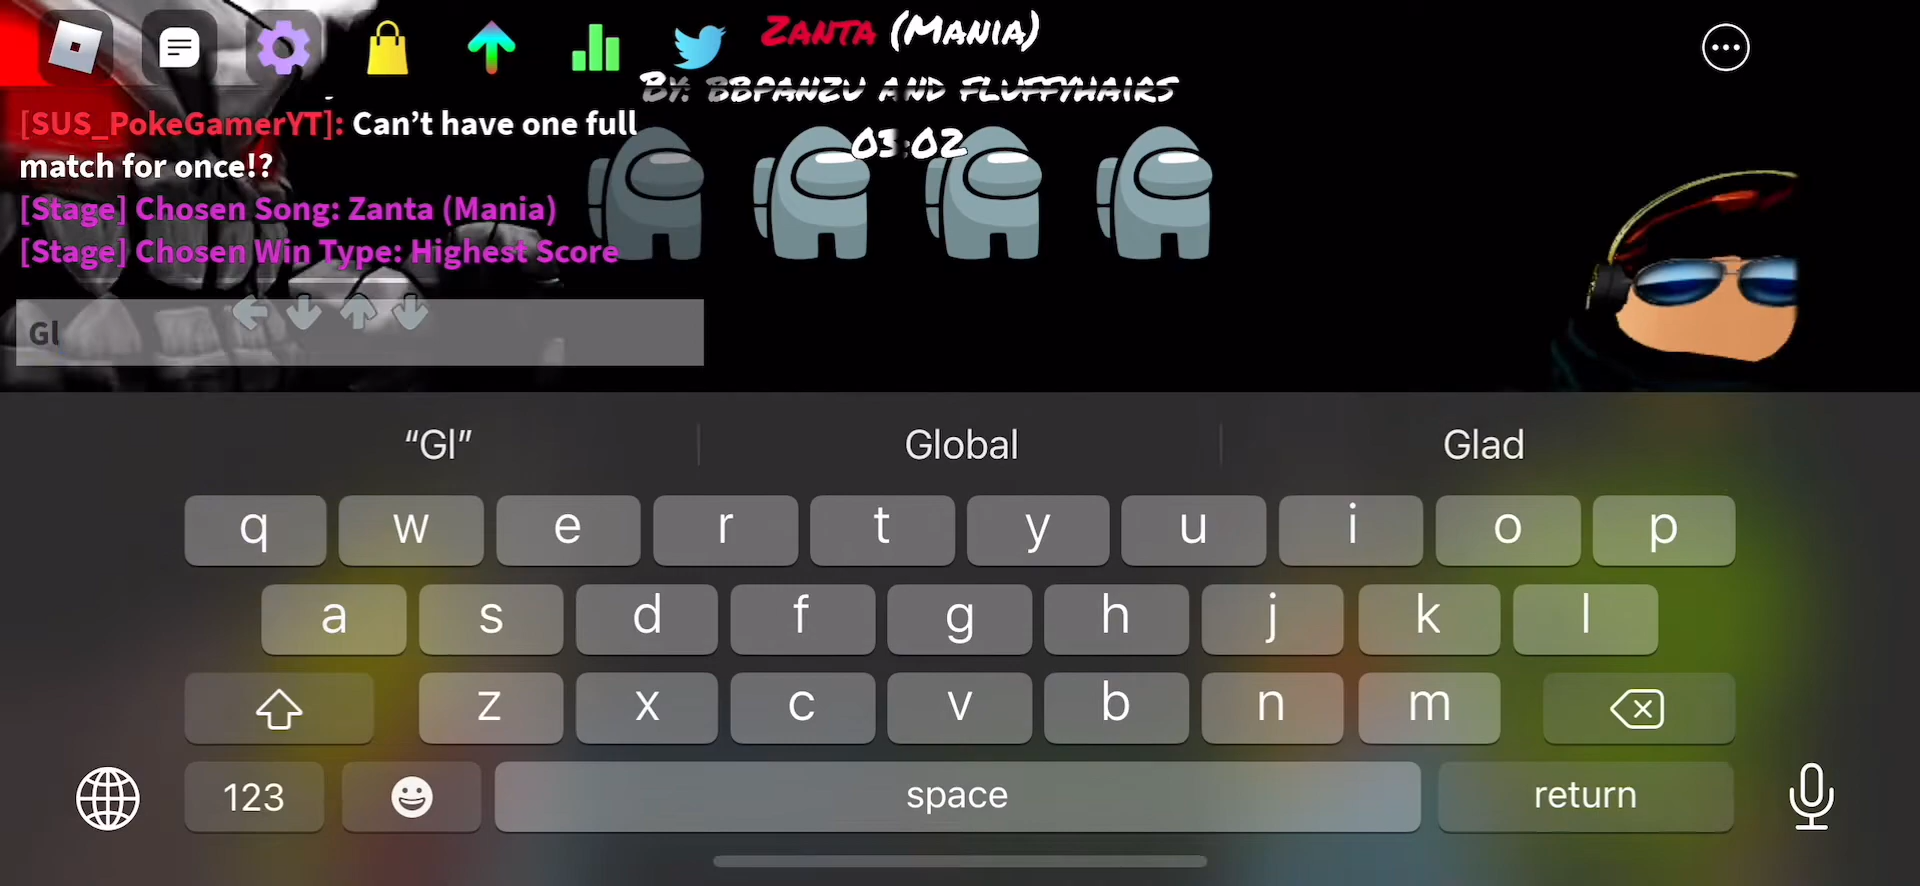 Zanta (Mania)
By: bbpanzu and fluffyhairs
03:02
[SUS_PokeGamerYT]: Can’t have one full
match for once!?
[Stage] Chosen Song: Zanta (Mania)
[Stage] Chosen Win Type: Highest Score
Gl
“Gl” Global Glad
q w e r t y u i o p
a s d f g h j k l
z x c v b n m
123 space return